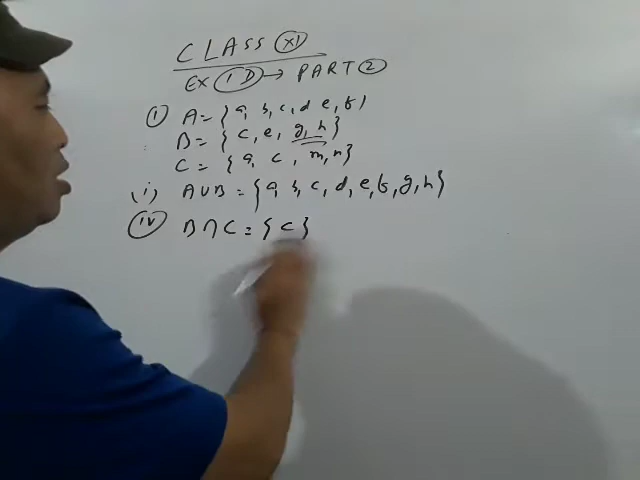 CLASS XI
EX 1D → PART 2
① A = {a, b, c, d e, f}
B = {c, e, g, h}
C = {a, c, m, n}
(i) A∪B = {a, b, c, d, e, f, g, h}
(iv) B∩C = {c}